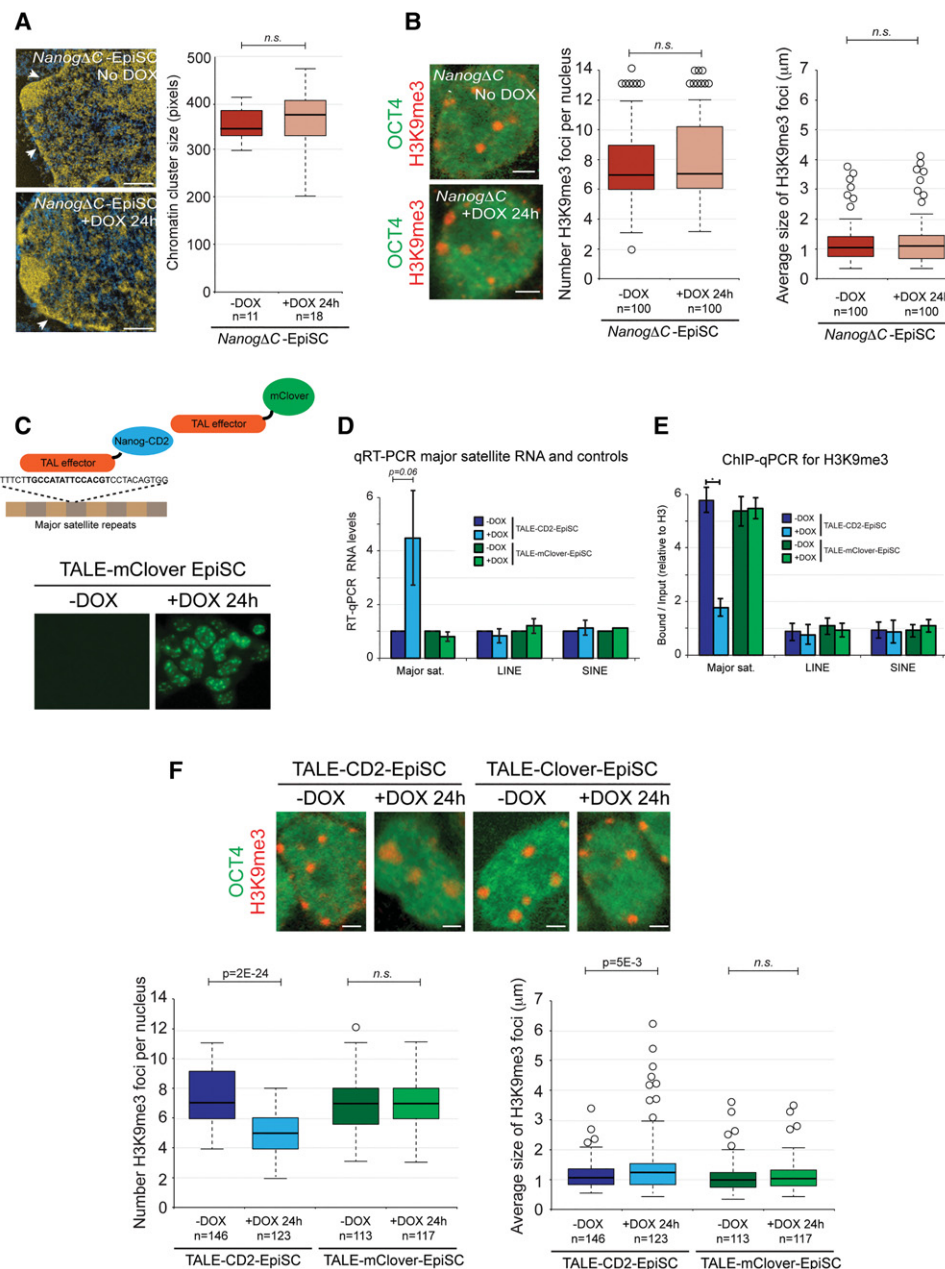 A
NanogΔC -EpiSC
No DOX
NanogΔC-EpiSC
+DOX 24h
n.s.
Chromatin cluster size (pixels)
500
400
300
200
100
0
-DOX
n=11
+DOX 24h
n=18
NanogΔC -EpiSC
B
OCT4
H3K9me3
NanogΔC
No DOX
OCT4
H3K9me3
NanogΔC
+DOX 24h
n.s.
Number H3K9me3 foci per nucleus
14
12
10
8
6
4
2
0
-DOX
n=100
+DOX 24h
n=100
NanogΔC -EpiSC
n.s.
Average size of H3K9me3 foci (μm)
7
6
5
4
3
2
1
0
-DOX
n=100
+DOX 24h
n=100
NanogΔC -EpiSC
C
mClover
TAL effector
Nanog-CD2
TAL effector
TTTCTTGCCATATTCCACGTCCTACAGTGG
Major satellite repeats
TALE-mClover EpiSC
-DOX
+DOX 24h
D
qRT-PCR major satellite RNA and controls
p=0.06
RT-qPCR RNA levels
6
4
2
0
-DOX
+DOX
TALE-CD2-EpiSC
-DOX
+DOX
TALE-mClover-EpiSC
Major sat.
LINE
SINE
E
ChIP-qPCR for H3K9me3
Bound / Input (relative to H3)
6
3
0
-DOX
+DOX
TALE-CD2-EpiSC
-DOX
+DOX
TALE-mClover-EpiSC
Major sat.
LINE
SINE
F
TALE-CD2-EpiSC
TALE-Clover-EpiSC
-DOX
+DOX 24h
-DOX
+DOX 24h
OCT4
H3K9me3
p=2E-24
n.s.
Number H3K9me3 foci per nucleus
14
12
10
8
6
4
2
0
-DOX
n=146
+DOX 24h
n=123
-DOX
n=113
+DOX 24h
n=117
TALE-CD2-EpiSC
TALE-mClover-EpiSC
p=5E-3
n.s.
Average size of H3K9me3 foci (μm)
7
6
5
4
3
2
1
0
-DOX
n=146
+DOX 24h
n=123
-DOX
n=113
+DOX 24h
n=117
TALE-CD2-EpiSC
TALE-mClover-EpiSC